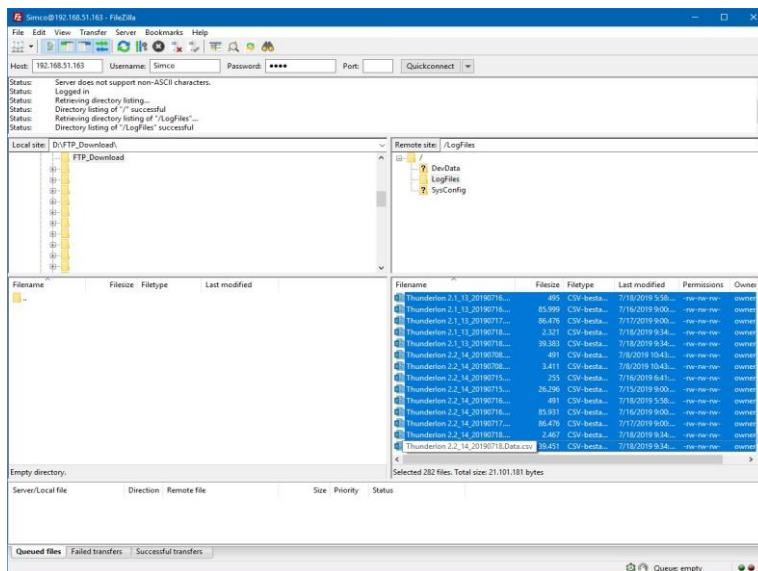 Simco@192.168.51.163 - FileZilla
File Edit View Transfer Server Bookmarks Help
Host: 192.168.51.163 Username: Simco Password: •••• Port: Quickconnect
Status: Server does not support non-ASCII characters.
Status: Logged in
Status: Retrieving directory listing...
Status: Directory listing of "/" successful
Status: Retrieving directory listing of "/LogFiles"...
Status: Directory listing of "/LogFiles" successful
Local site: D:\FTP_Download\
FTP_Download
Remote site: /LogFiles
/
? DevData
LogFiles
? SysConfig
Filename Filesize Filetype Last modified
..
Empty directory.
Filename Filesize Filetype Last modified Permissions Owner
ThunderIon 2.1_13_20190716.... 495 CSV-besta... 7/18/2019 5:58:... -rw-rw-rw- owner
ThunderIon 2.1_13_20190716.... 85.999 CSV-besta... 7/16/2019 9:00:... -rw-rw-rw- owner
ThunderIon 2.1_13_20190717.... 86.476 CSV-besta... 7/17/2019 9:00:... -rw-rw-rw- owner
ThunderIon 2.1_13_20190718.... 2.321 CSV-besta... 7/18/2019 9:34:... -rw-rw-rw- owner
ThunderIon 2.1_13_20190718.... 39.383 CSV-besta... 7/18/2019 9:34:... -rw-rw-rw- owner
ThunderIon 2.2_14_20190708.... 491 CSV-besta... 7/8/2019 10:43:... -rw-rw-rw- owner
ThunderIon 2.2_14_20190708.... 3.411 CSV-besta... 7/8/2019 10:43:... -rw-rw-rw- owner
ThunderIon 2.2_14_20190715.... 255 CSV-besta... 7/16/2019 6:41:... -rw-rw-rw- owner
ThunderIon 2.2_14_20190715.... 26.296 CSV-besta... 7/15/2019 9:00:... -rw-rw-rw- owner
ThunderIon 2.2_14_20190716.... 491 CSV-besta... 7/18/2019 5:58:... -rw-rw-rw- owner
ThunderIon 2.2_14_20190716.... 85.931 CSV-besta... 7/16/2019 9:00:... -rw-rw-rw- owner
ThunderIon 2.2_14_20190717.... 86.476 CSV-besta... 7/17/2019 9:00:... -rw-rw-rw- owner
ThunderIon 2.2_14_20190718.... 2.467 CSV-besta... 7/18/2019 9:34:... -rw-rw-rw- owner
ThunderIon 2.2_14_20190718.Data.csv 39.451 CSV-besta... 7/18/2019 9:34:... -rw-rw-rw- owner
Selected 282 files. Total size: 21.101.181 bytes
Server/Local file Direction Remote file Size Priority Status
Queued files Failed transfers Successful transfers
Queue: empty